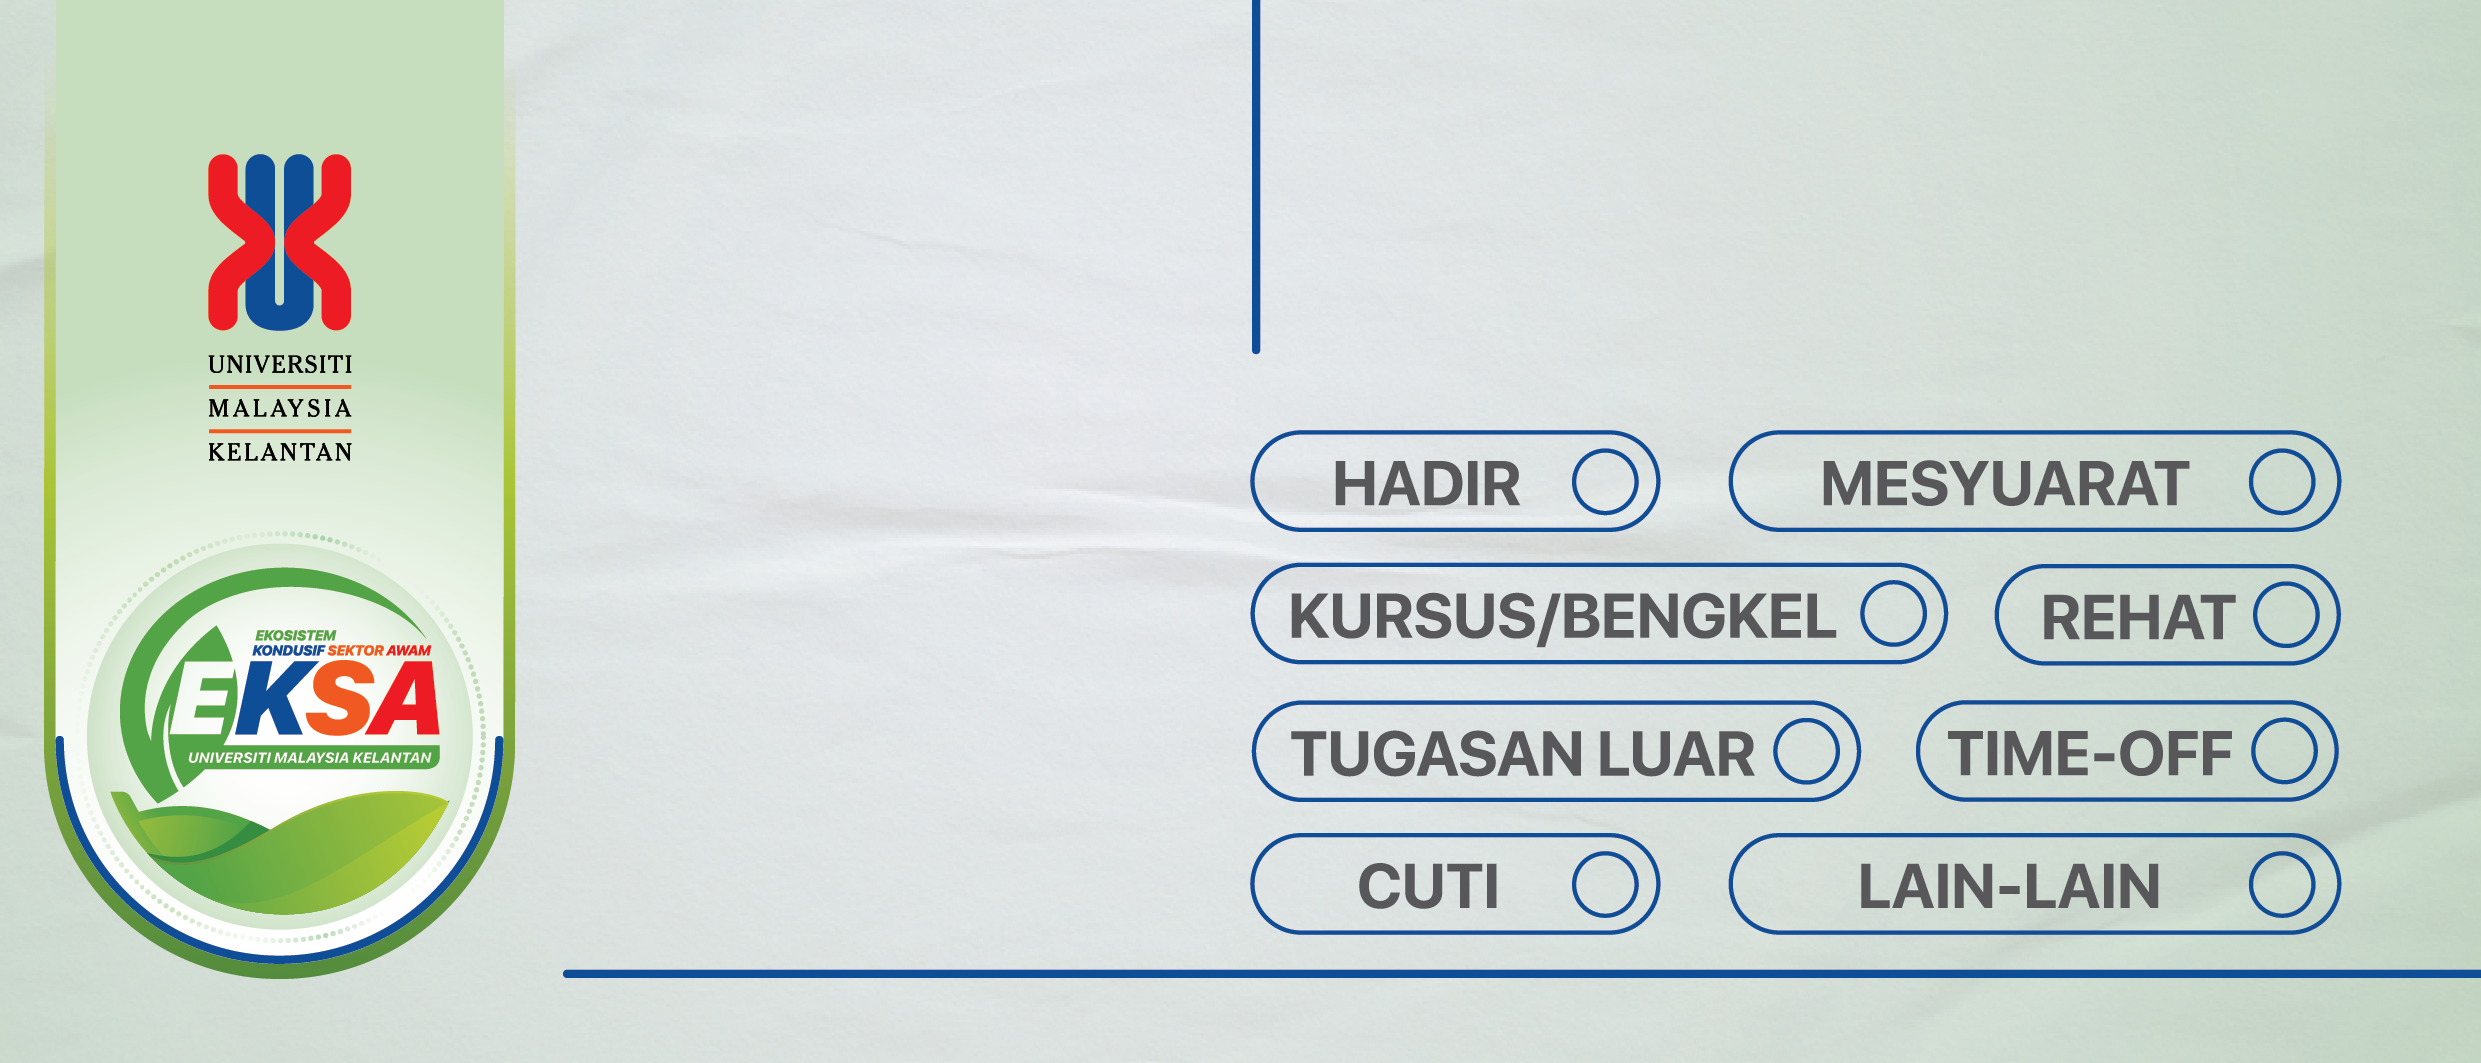 UNIVERSITI
MALAYSIA
KELANTAN
EKOSISTEM
KONDUSIF SEKTOR AWAM
EKSA
UNIVERSITI MALAYSIA KELANTAN
HADIR
MESYUARAT
KURSUS/BENGKEL
REHAT
TUGASAN LUAR
TIME-OFF
CUTI
LAIN-LAIN